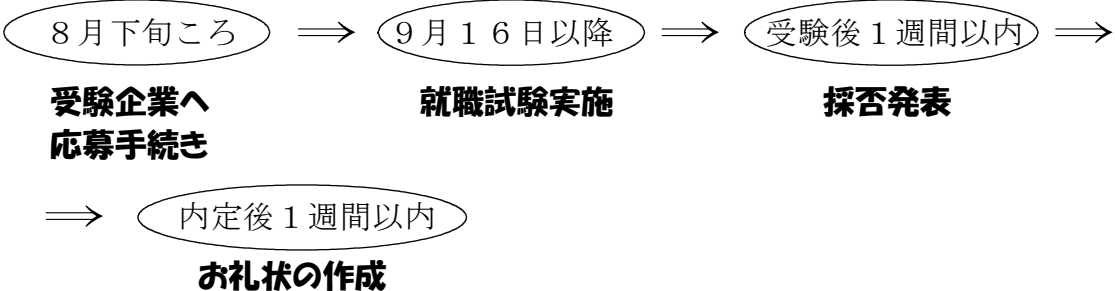 ８月下旬ころ ⇒ ９月１６日以降 ⇒ 受験後１週間以内 ⇒
受験企業へ 就職試験実施 採否発表
応募手続き
⇒ 内定後１週間以内
お礼状の作成